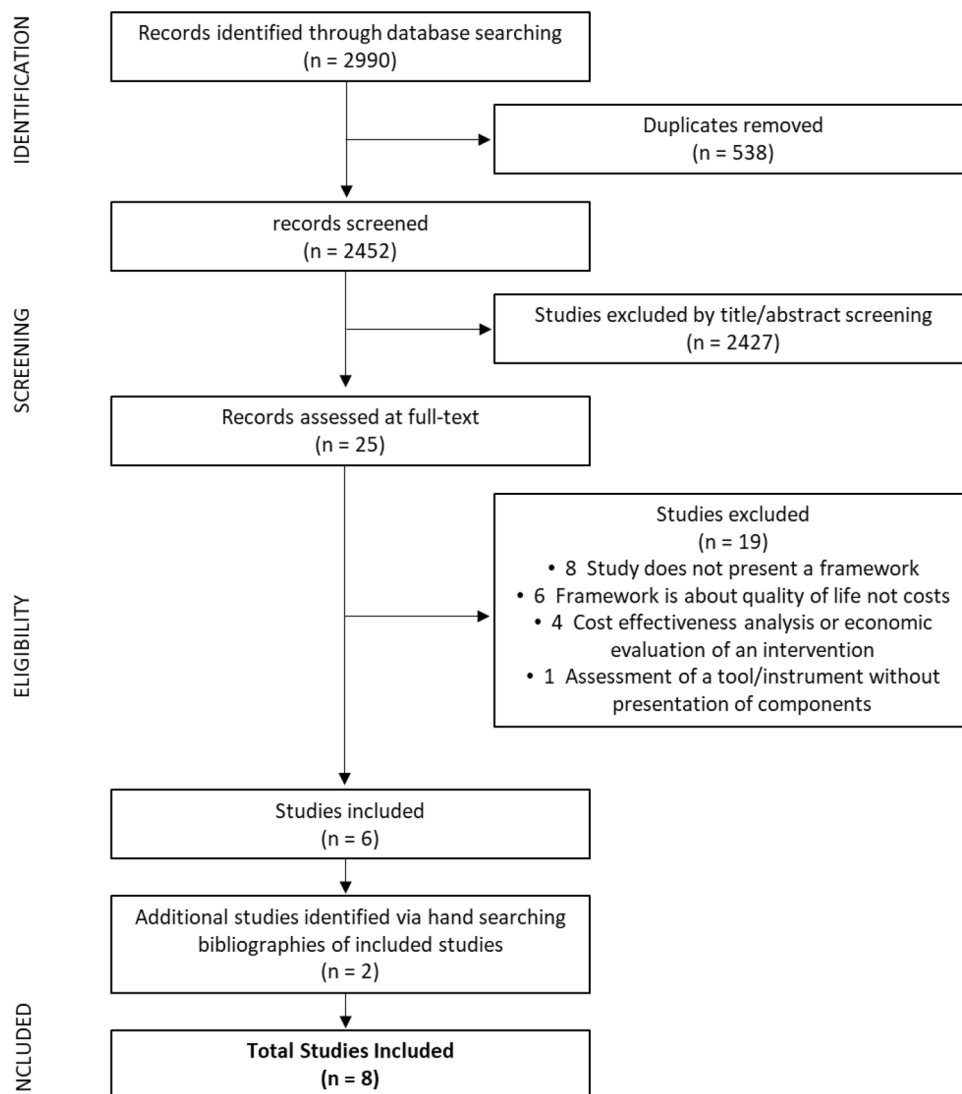 IDENTIFICATION
Records identified through database searching
(n = 2990)
Duplicates removed
(n = 538)
records screened
(n = 2452)
SCREENING
Studies excluded by title/abstract screening
(n = 2427)
Records assessed at full-text
(n = 25)
ELIGIBILITY
Studies excluded
(n = 19)
• 8 Study does not present a framework
• 6 Framework is about quality of life not costs
• 4 Cost effectiveness analysis or economic
evaluation of an intervention
• 1 Assessment of a tool/instrument without
presentation of components
Studies included
(n = 6)
Additional studies identified via hand searching
bibliographies of included studies
(n = 2)
NCLUDED
Total Studies Included
(n = 8)